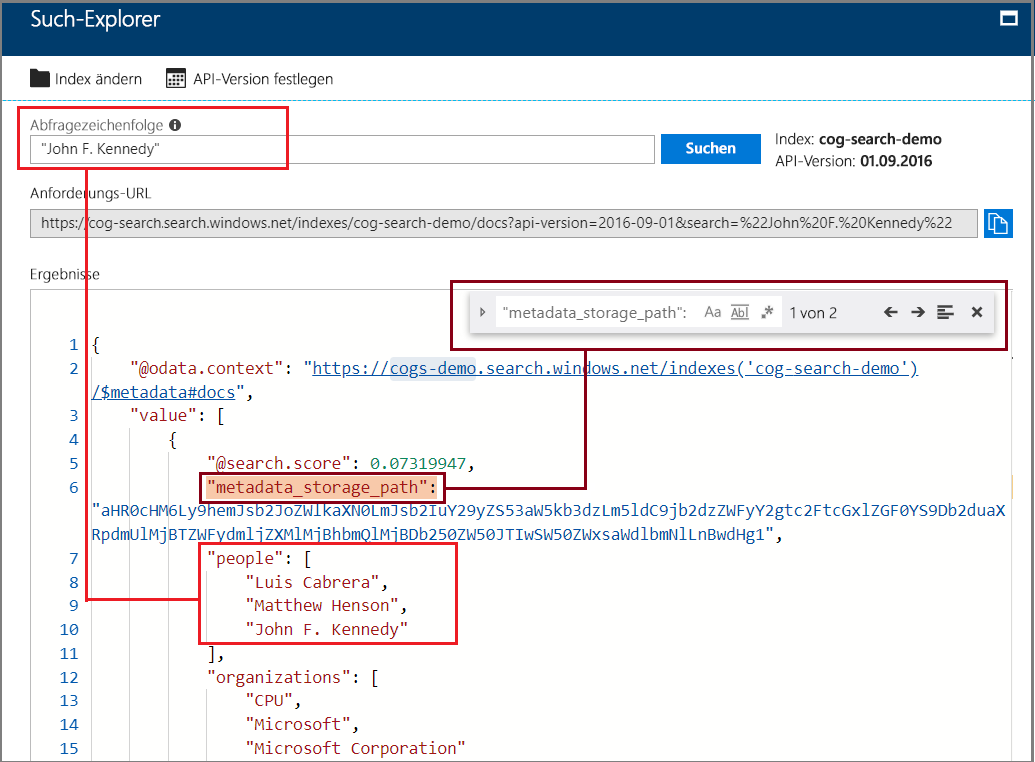 Such-Explorer
Index ändern
API-Version festlegen
Abfragezeichenfolge
"John F. Kennedy"
Suchen
Index: cog-search-demo
API-Version: 01.09.2016
Anforderungs-URL
https://cog-search.search.windows.net/indexes/cog-search-demo/docs?api-version=2016-09-01&search=%22John%20F.%20Kennedy%22
Ergebnisse
"metadata_storage_path": Aa Abl .* 1 von 2
1 {
2 "@odata.context": "https://cogs-demo.search.windows.net/indexes('cog-search-demo')
/$metadata#docs",
3 "value": [
4 {
5 "@search.score": 0.07319947,
6 "metadata_storage_path":
"aHR0cHM6Ly9hemJsb2JoZWlkaXN0LmJsb2IuY29yZS53aW5kb3dzLm5ldC9jb2dzZWFyY2gtc2FtcGxlZGF0YS9Db2duaX
RpdmUlMjBTZWFydmljZXMlMjBhbmQlMjBDb250ZW50JTIwSW50ZWxsaWdlbmNlLnBwdHg1",
7 "people": [
8 "Luis Cabrera",
9 "Matthew Henson",
10 "John F. Kennedy"
11 ],
12 "organizations": [
13 "CPU",
14 "Microsoft",
15 "Microsoft Corporation"